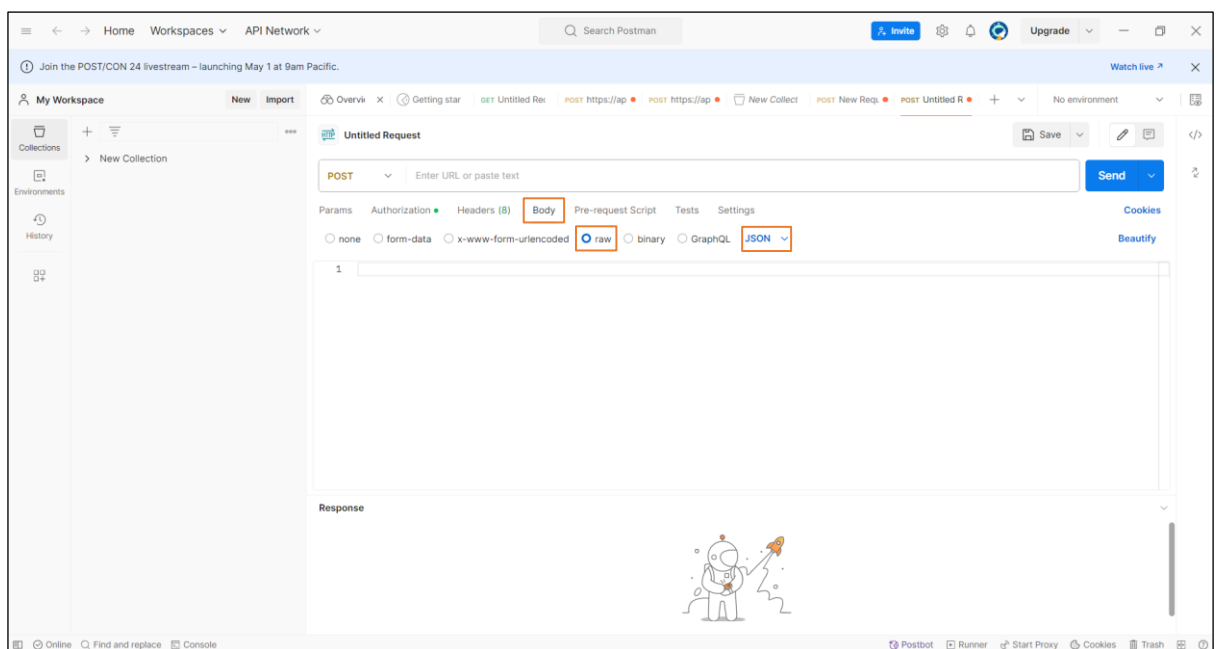 Home Workspaces API Network Search Postman Invite Upgrade
Join the POST/CON 24 livestream – launching May 1 at 9am Pacific. Watch live
My Workspace New Import Overvi Getting star GET Untitled Rec POST https://ap POST https://ap New Collect POST New Requ. POST Untitled R No environment
Collections
New Collection
Environments
History
HTTP Untitled Request Save
POST Enter URL or paste text Send
Params Authorization Headers (8) Body Pre-request Script Tests Settings Cookies
none form-data x-www-form-urlencoded raw binary GraphQL JSON Beautify
1
Response
Online Find and replace Console Postbot Runner Start Proxy Cookies Trash